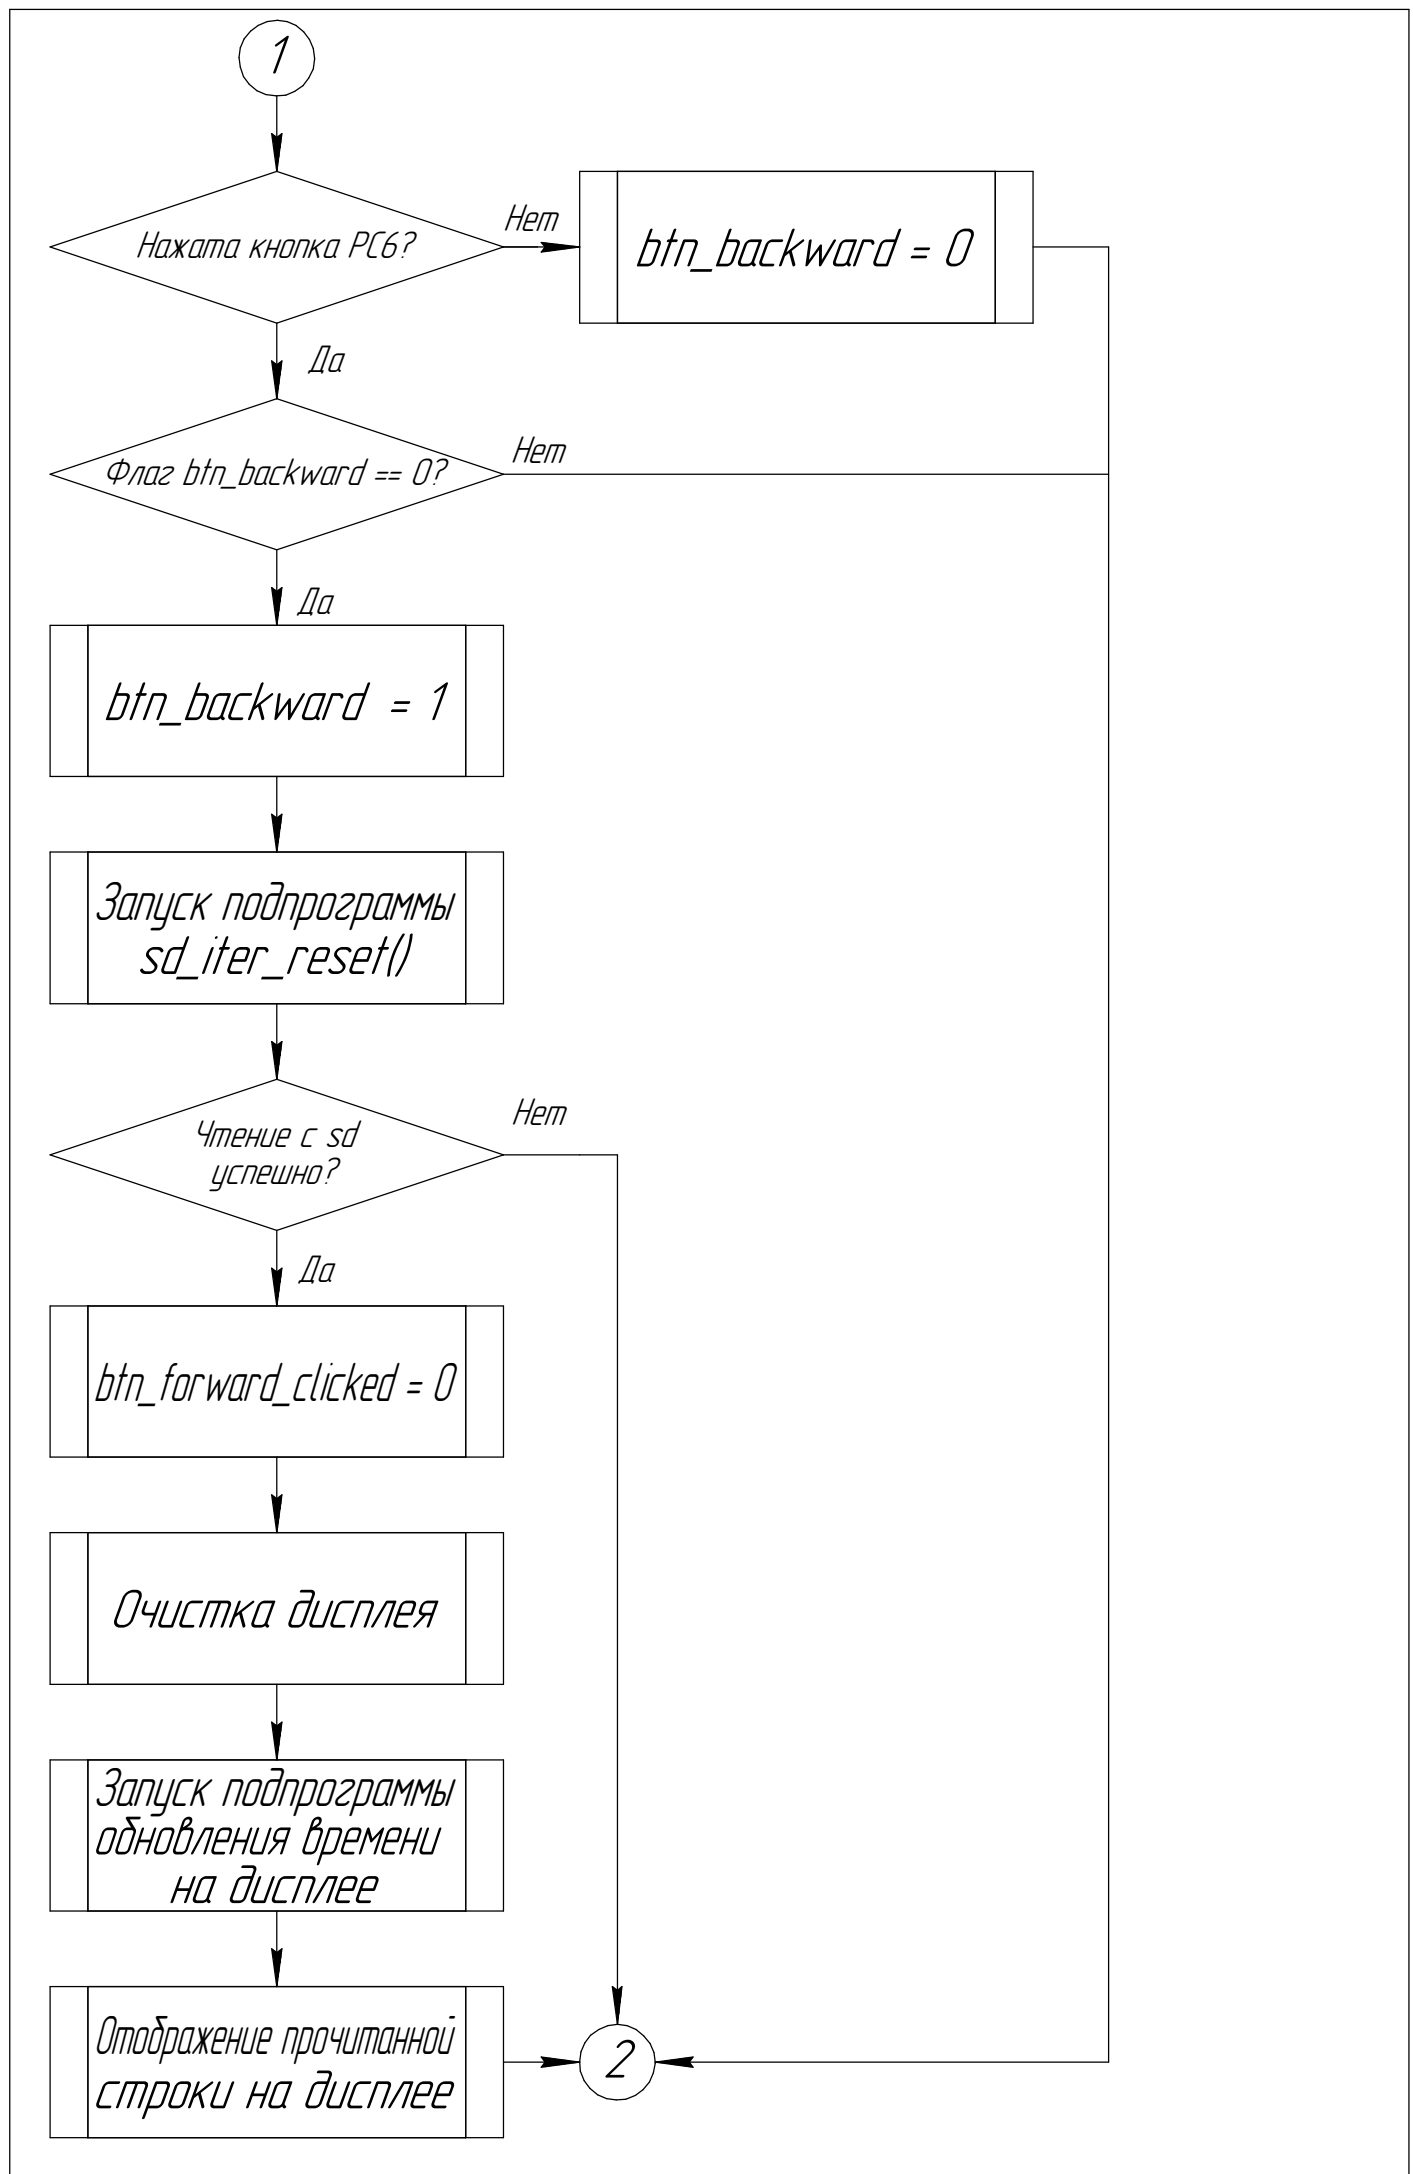 1
Нажата кнопка PC6?
Нет
btn_backward = 0
Да
Флаг btn_backward == 0?
Нет
Да
btn_backward = 1
Запуск подпрограммы
sd_iter_reset()
Чтение с sd
успешно?
Нет
Да
btn_forward_clicked = 0
Очистка дисплея
Запуск подпрограммы
обновления времени
на дисплее
Отображение прочитанной
строки на дисплее
2